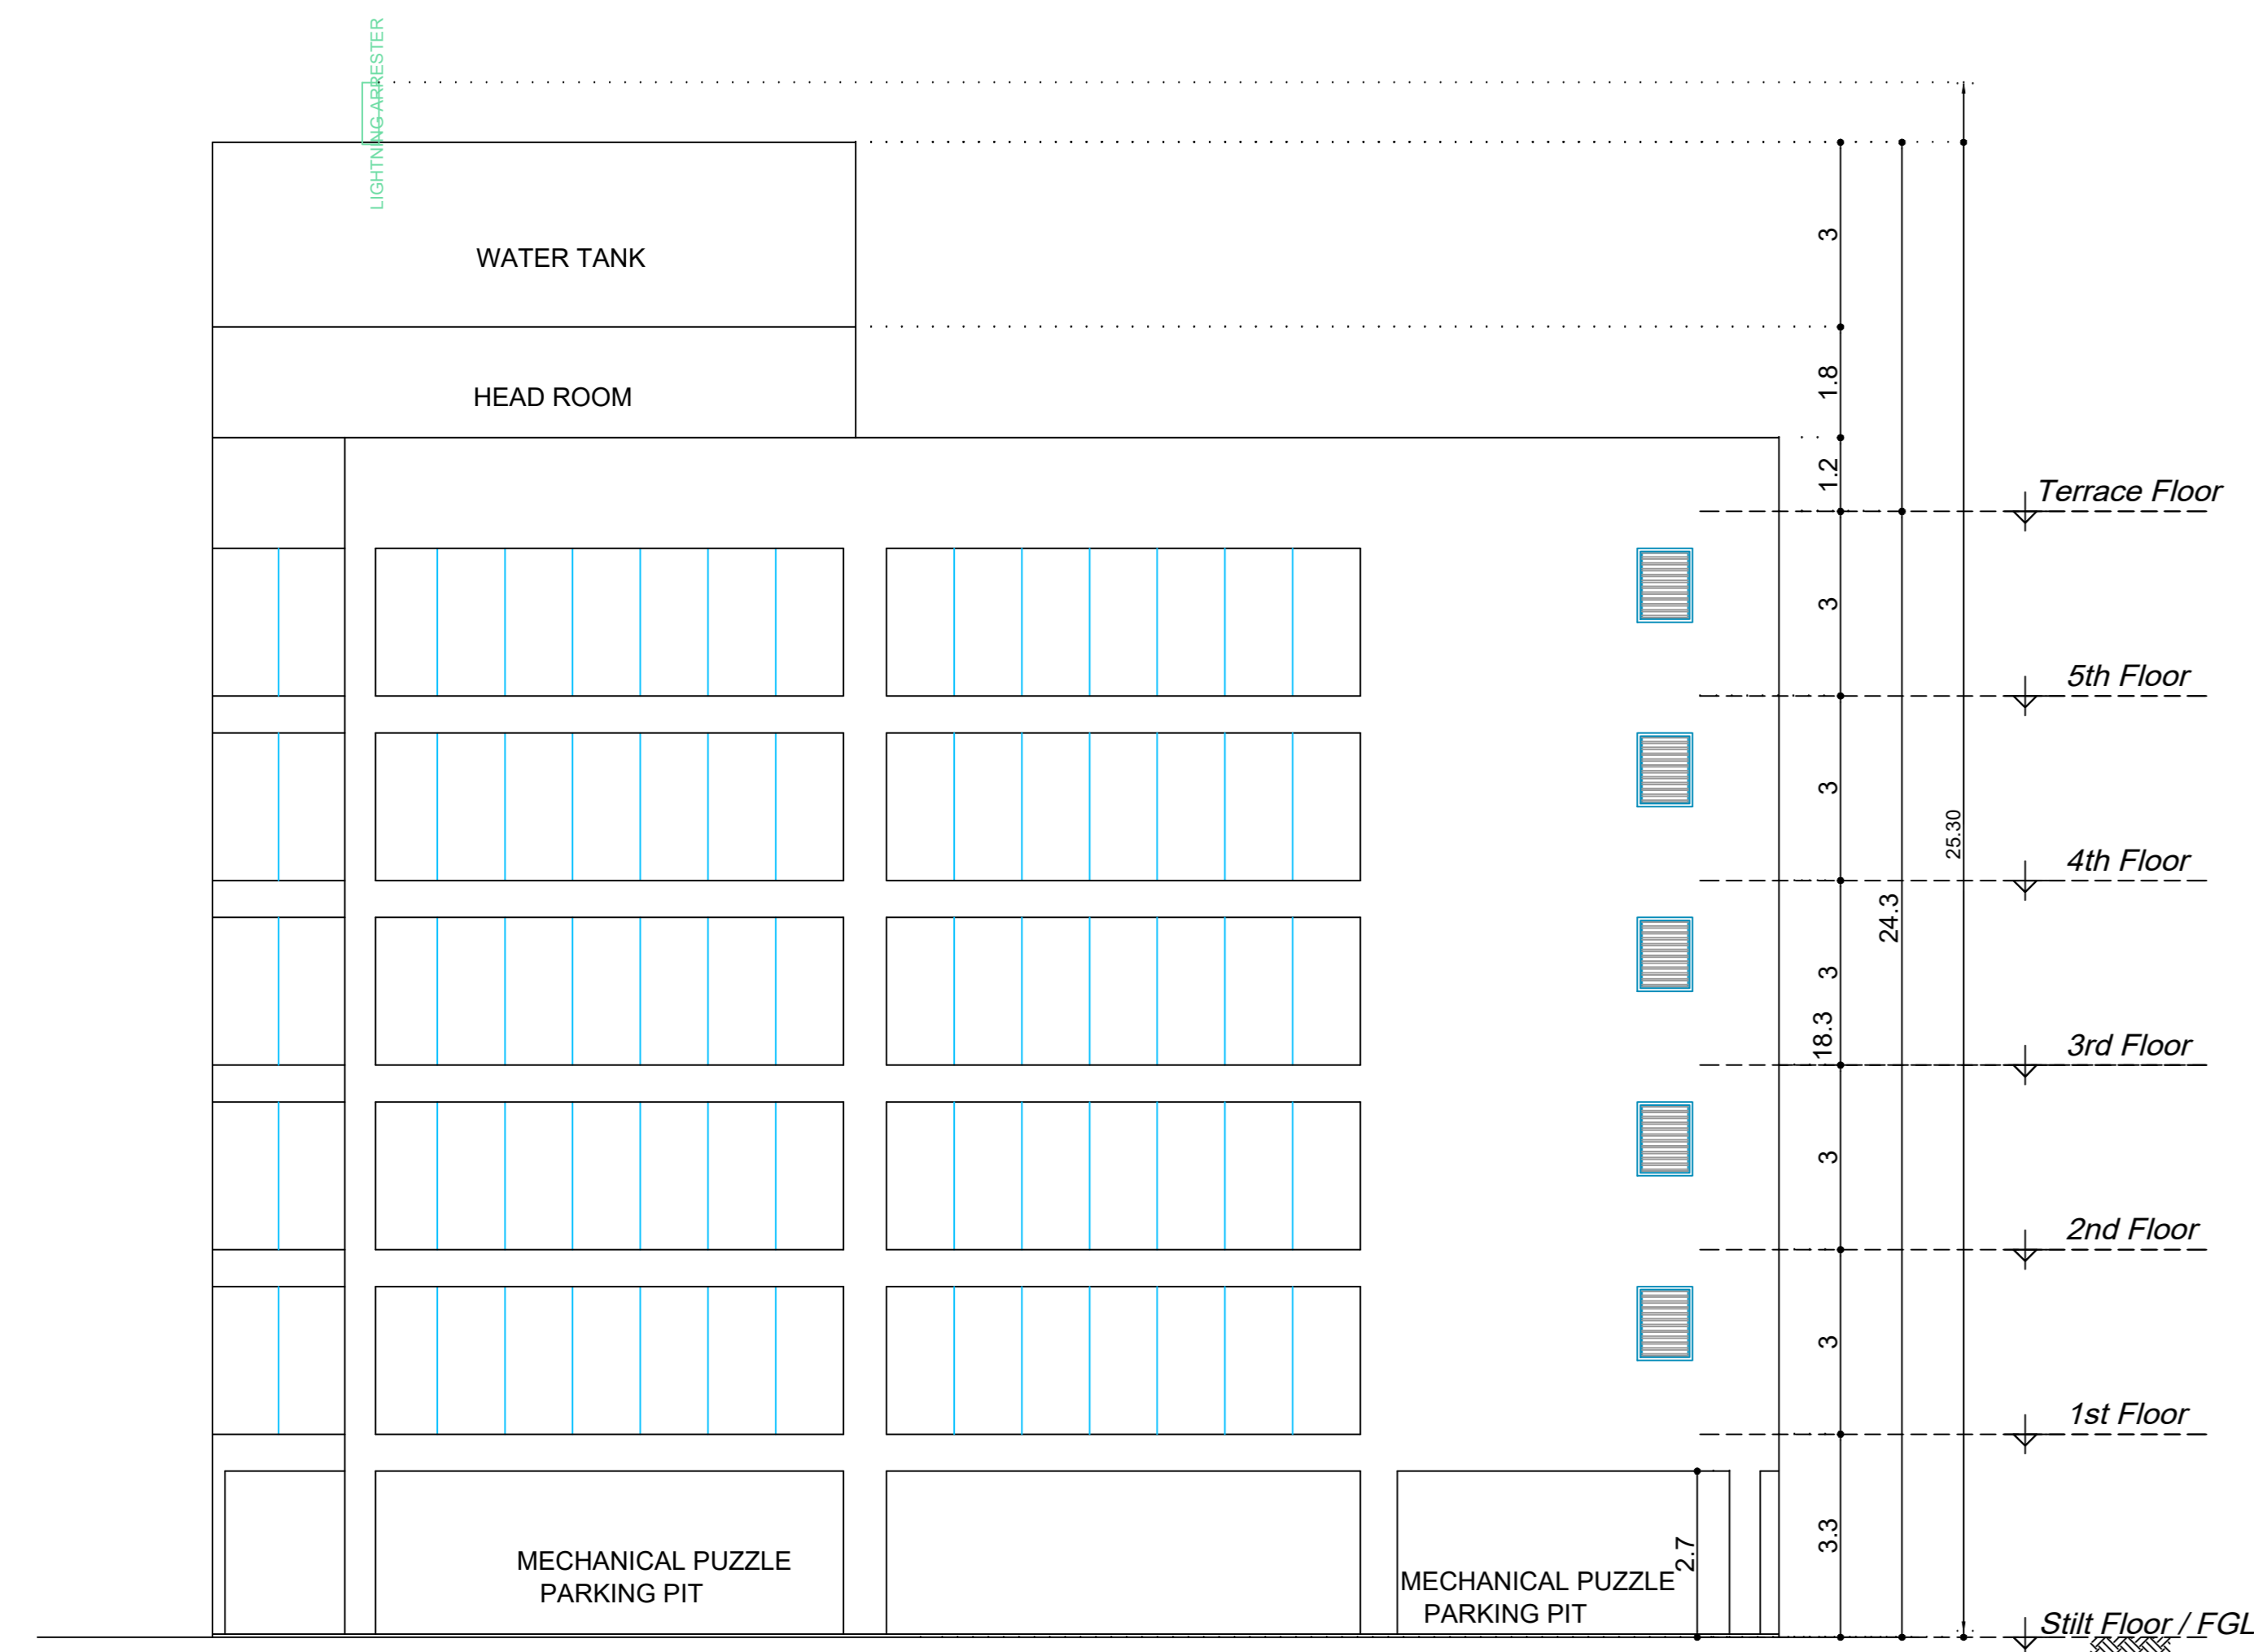 LIGHTNING ARRESTER
WATER TANK
3
HEAD ROOM
1.8
1.2
Terrace Floor
3
5th Floor
3
25.30
4th Floor
24.3
3
18.3
3rd Floor
3
2nd Floor
3
1st Floor
3.3
2.7
MECHANICAL PUZZLE
PARKING PIT
MECHANICAL PUZZLE
PARKING PIT
Stilt Floor / FGL